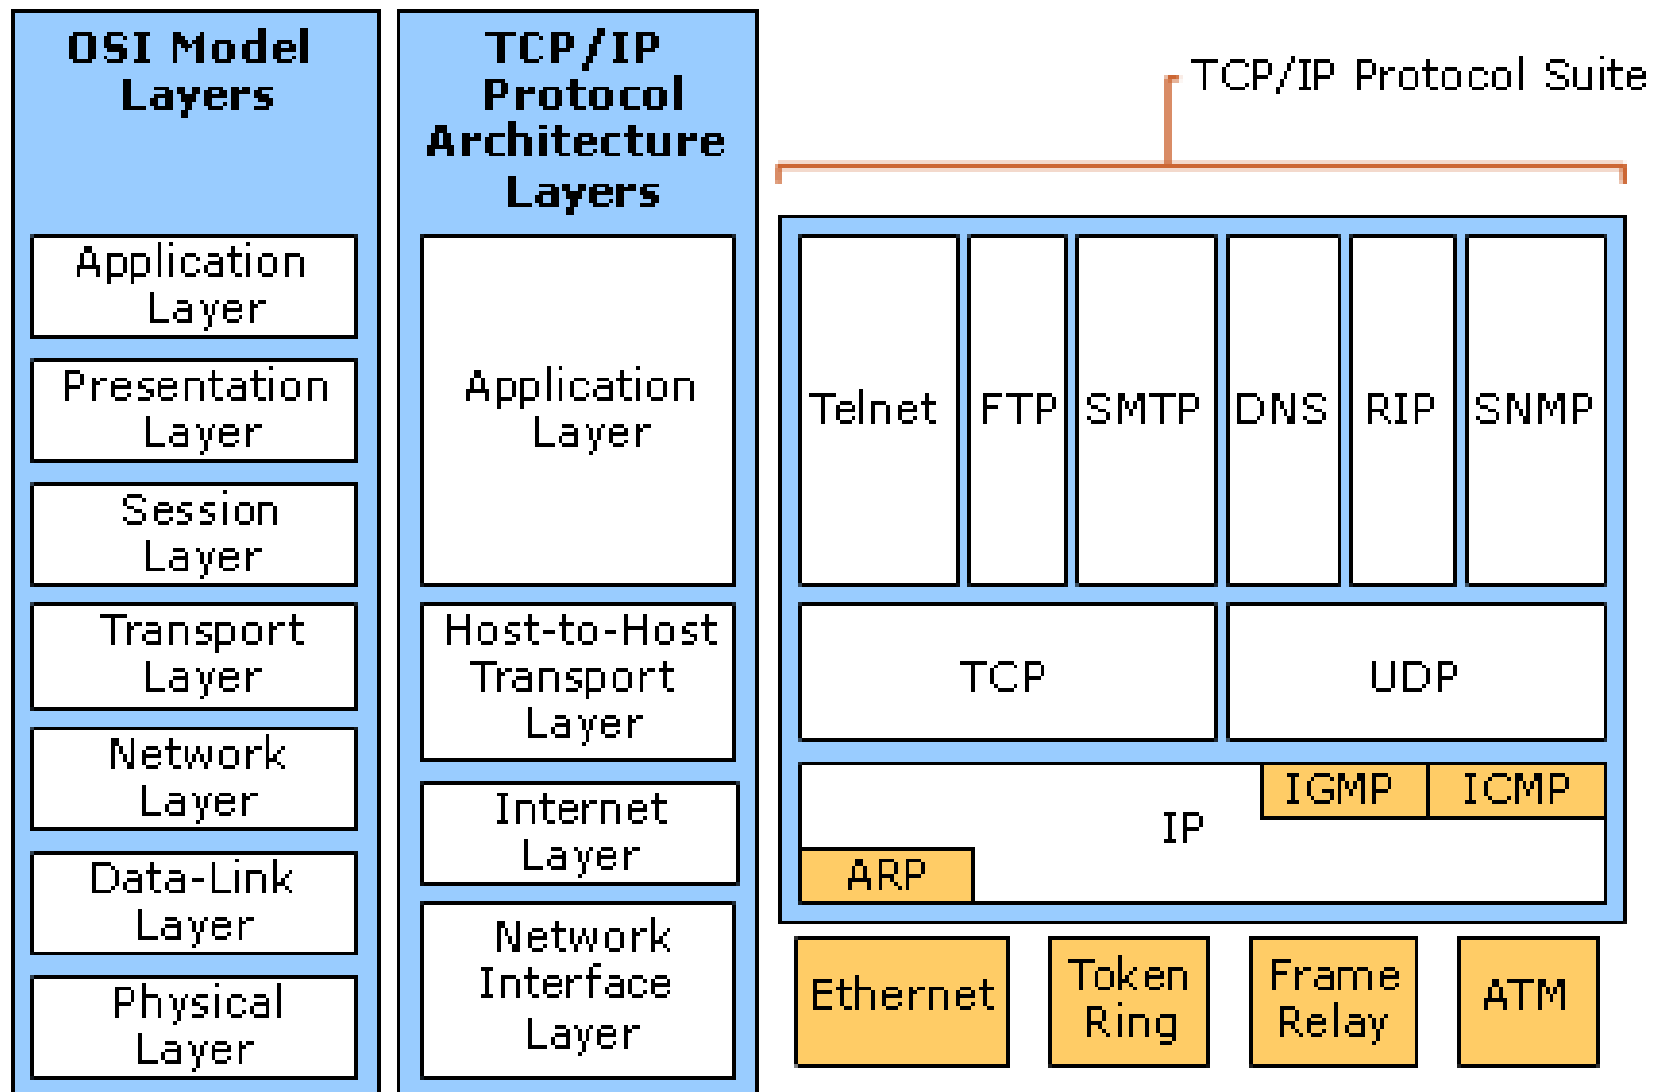 OSI Model
Layers
Application
Layer
Presentation
Layer
Session
Layer
Transport
Layer
Network
Layer
Data-Link
Layer
Physical
Layer
TCP/IP
Protocol
Architecture
Layers
Application
Layer
Host-to-Host
Transport
Layer
Internet
Layer
Network
Interface
Layer
TCP/IP Protocol Suite
Telnet
FTP
SMTP
DNS
RIP
SNMP
TCP
UDP
IGMP
ICMP
IP
ARP
Ethernet
Token
Ring
Frame
Relay
ATM